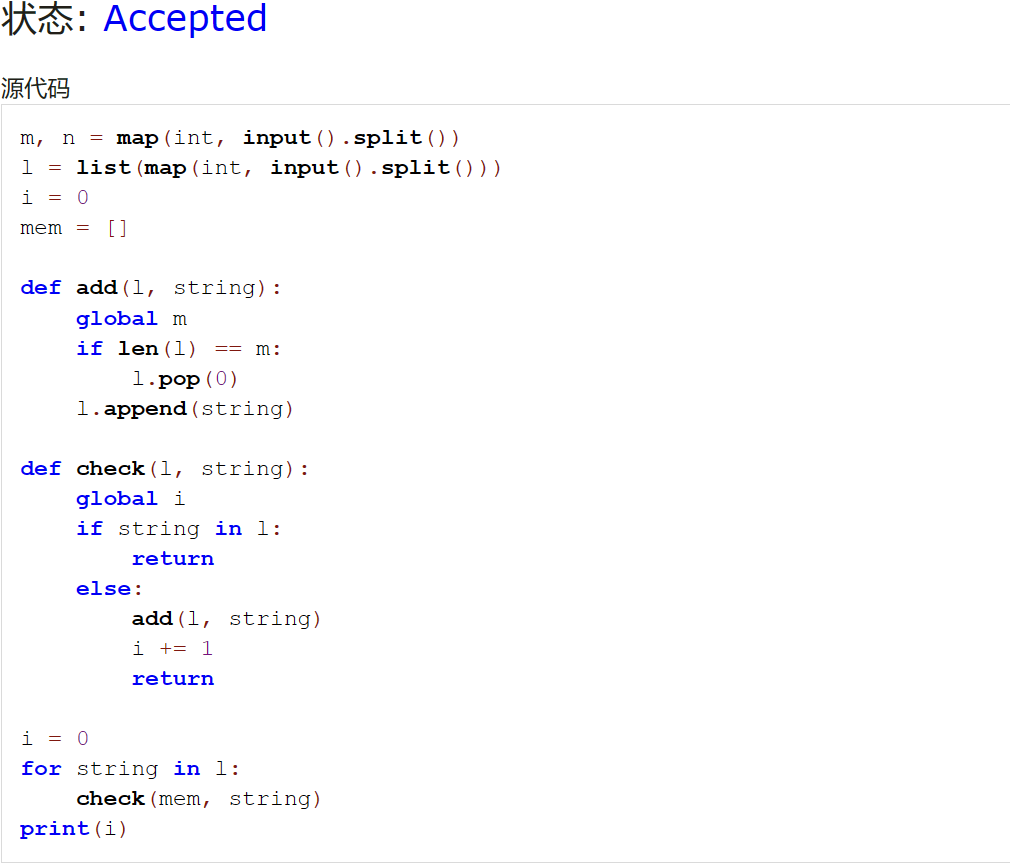 状态: Accepted
源代码
m, n = map(int, input().split())
l = list(map(int, input().split()))
i = 0
mem = []
def add(l, string):
    global m
    if len(l) == m:
        l.pop(0)
    l.append(string)
def check(l, string):
    global i
    if string in l:
        return
    else:
        add(l, string)
        i += 1
        return
i = 0
for string in l:
    check(mem, string)
print(i)